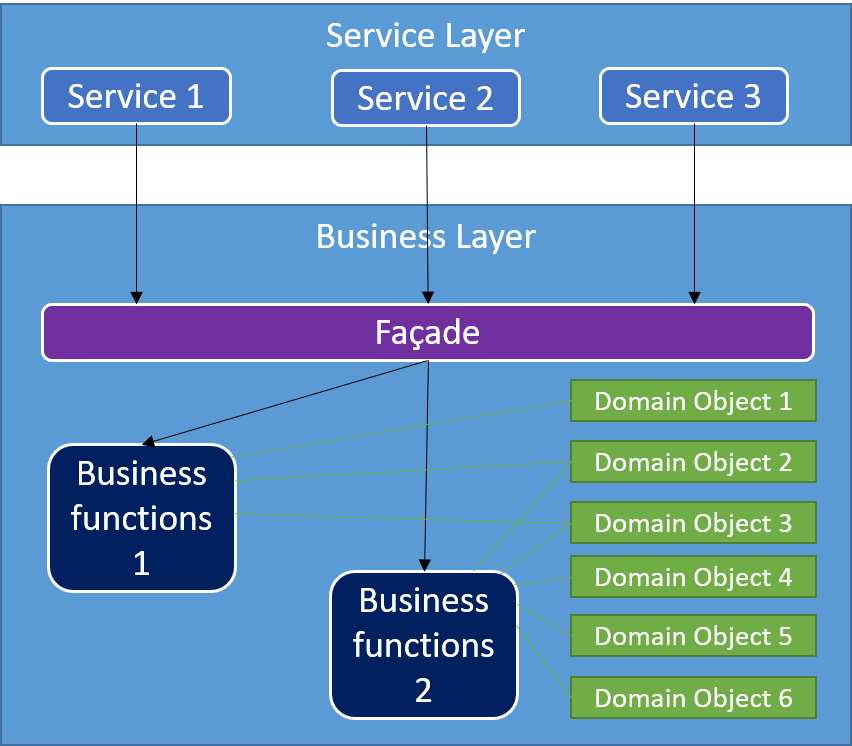 Service Layer
Service 1
Service 2
Service 3
Business Layer
Façade
Domain Object 1
Domain Object 2
Domain Object 3
Domain Object 4
Domain Object 5
Domain Object 6
Business
functions
1
Business
functions
2